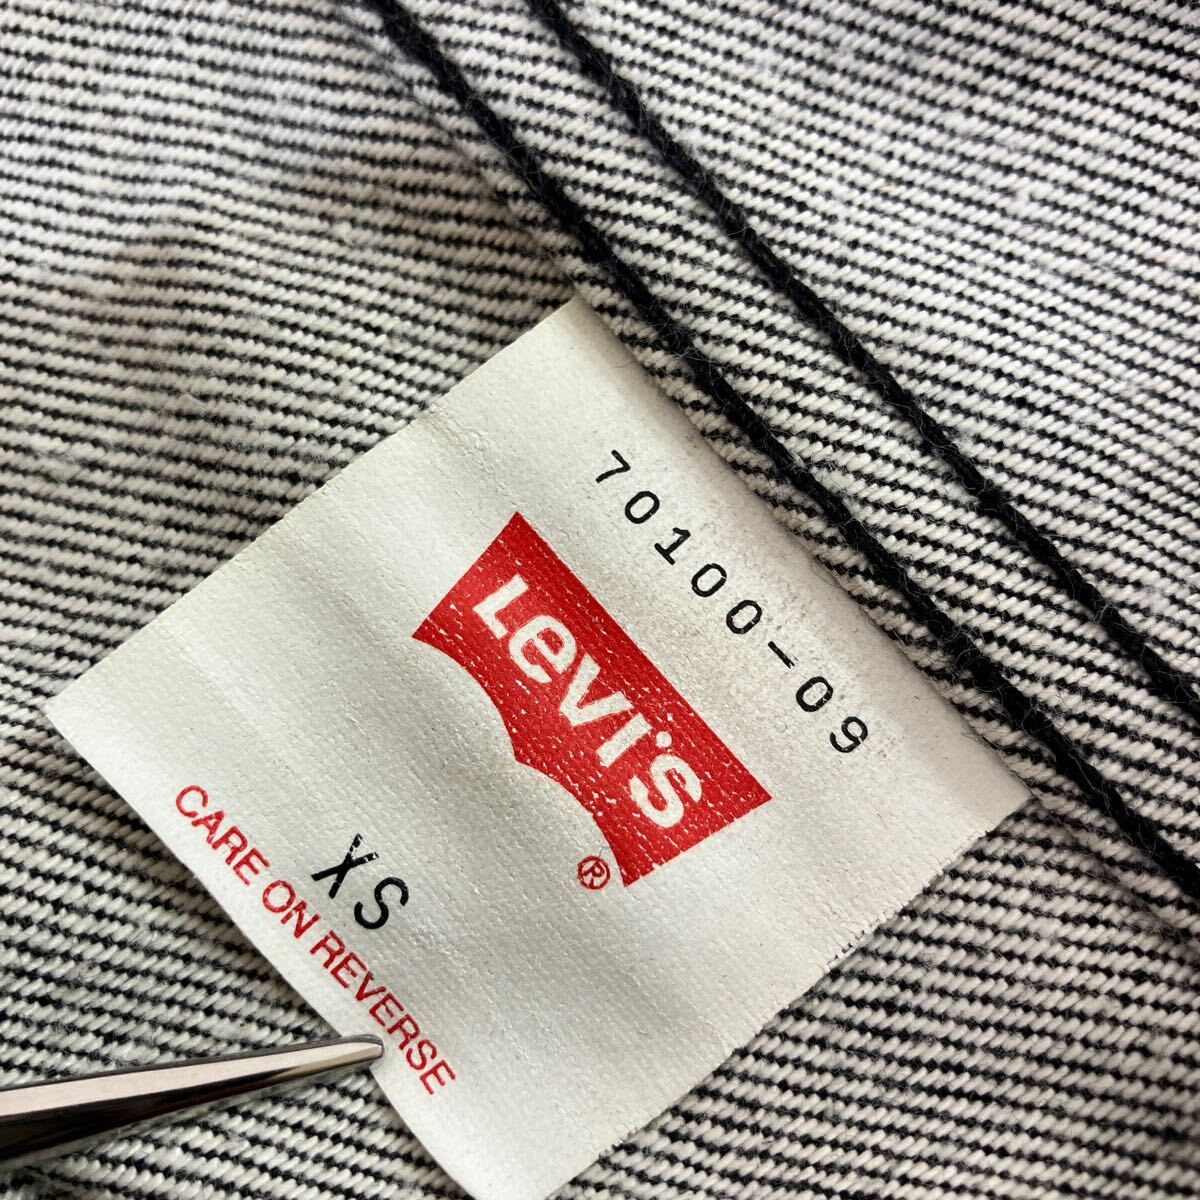 70100-09
Levi's
®
XS
CARE ON REVERSE